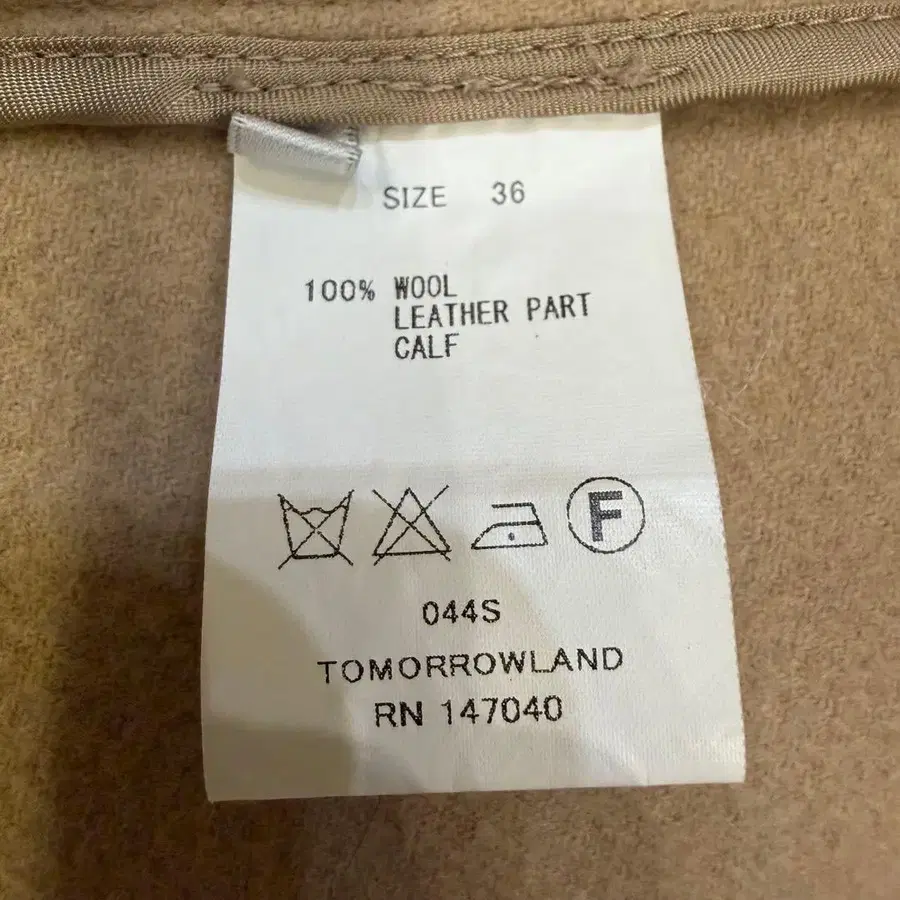 SIZE 36
100% WOOL
LEATHER PART
CALF
F
044S
TOMORROWLAND
RN 147040